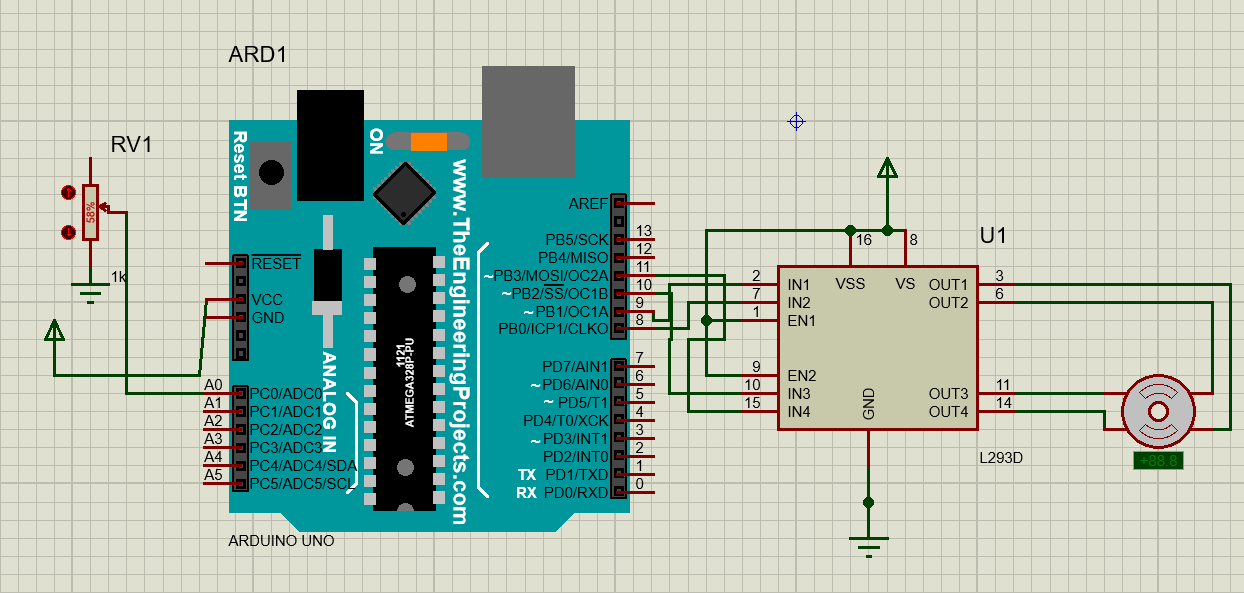 ARD1
RV1
58%
1k
Reset BTN
ON
www.TheEngineeringProjects.com
ANALOG IN
1121
ATMEGA328P-PU
RESET
VCC
GND
A0 PC0/ADC0
A1 PC1/ADC1
A2 PC2/ADC2
A3 PC3/ADC3
A4 PC4/ADC4/SDA
A5 PC5/ADC5/SCL
AREF
PB5/SCK 13
PB4/MISO 12
~PB3/MOSI/OC2A 11
~PB2/SS/OC1B 10
~PB1/OC1A 9
PB0/ICP1/CLKO 8
PD7/AIN1 7
~PD6/AIN0 6
~PD5/T1 5
PD4/T0/XCK 4
~PD3/INT1 3
PD2/INT0 2
TX PD1/TXD 1
RX PD0/RXD 0
ARDUINO UNO
U1
16 8
VSS VS
2 IN1 OUT1 3
7 IN2 OUT2 6
1 EN1
9 EN2
10 IN3 OUT3 11
15 IN4 OUT4 14
GND
L293D
+88.8